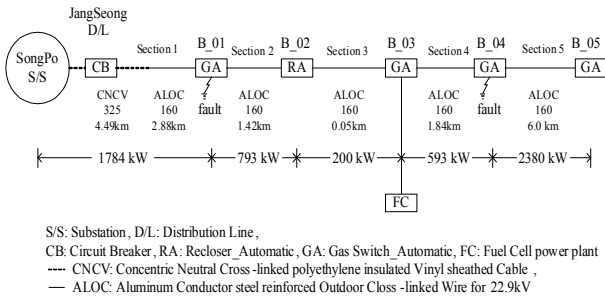 JangSeong
D/L
SongPo
S/S
CB
Section 1
B_01
GA
Section 2
B_02
RA
Section 3
B_03
GA
Section 4
B_04
GA
Section 5
B_05
GA
fault
fault
CNCV
325
4.49km
ALOC
160
2.88km
ALOC
160
1.42km
ALOC
160
0.05km
ALOC
160
1.84km
ALOC
160
6.0 km
1784 kW
793 kW
200 kW
593 kW
2380 kW
FC
S/S: Substation, D/L: Distribution Line,
CB: Circuit Breaker, RA: Recloser_Automatic, GA: Gas Switch_Automatic, FC: Fuel Cell power plant
CNCV: Concentric Neutral Cross -linked polyethylene insulated Vinyl sheathed Cable ,
ALOC: Aluminum Conductor steel reinforced Outdoor Closs -linked Wire for 22.9kV